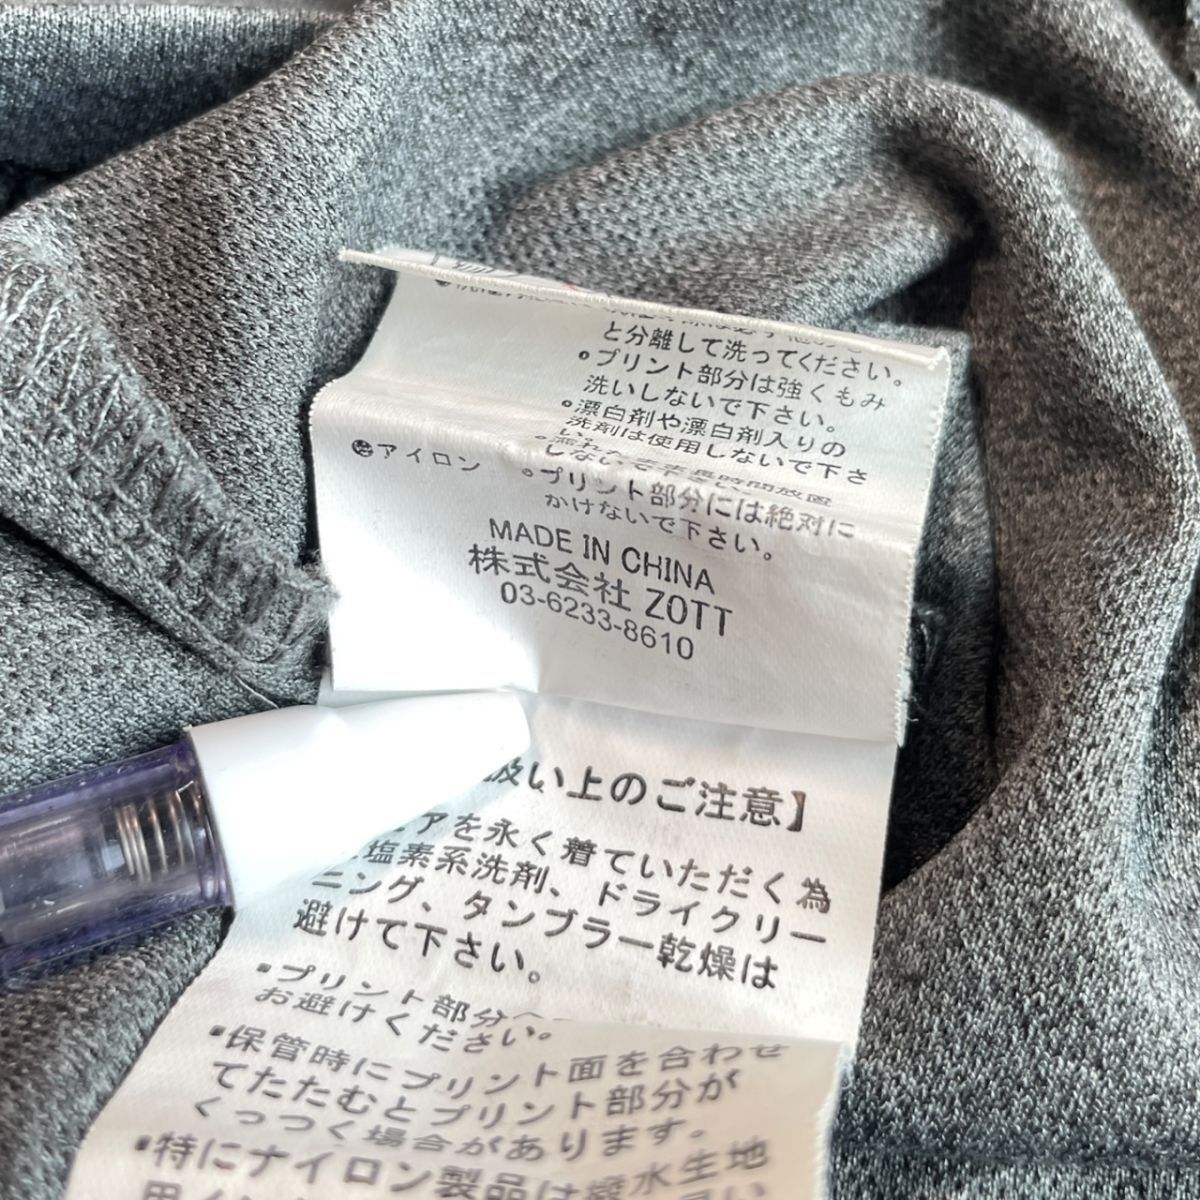 と分離して洗ってください。
●プリント部分は強くもみ
洗いしないで下さい。
●漂白剤や漂白剤入りの
洗剤は使用しないで下さ
い。
しないで下さい。
㊟アイロン ●プリント部分には絶対に
かけないで下さい。
MADE IN CHINA
株式会社 ZOTT
03-6233-8610
扱い上のご注意】
アを永く着ていただく為
塩素系洗剤、ドライクリー
ニング、タンブラー乾燥は
避けて下さい。
▪プリント部分へ
お避けください。
▪保管時にプリント面を合わせ
てたたむとプリント部分が
くっつく場合があります。
▪特にナイロン製品は撥水生地